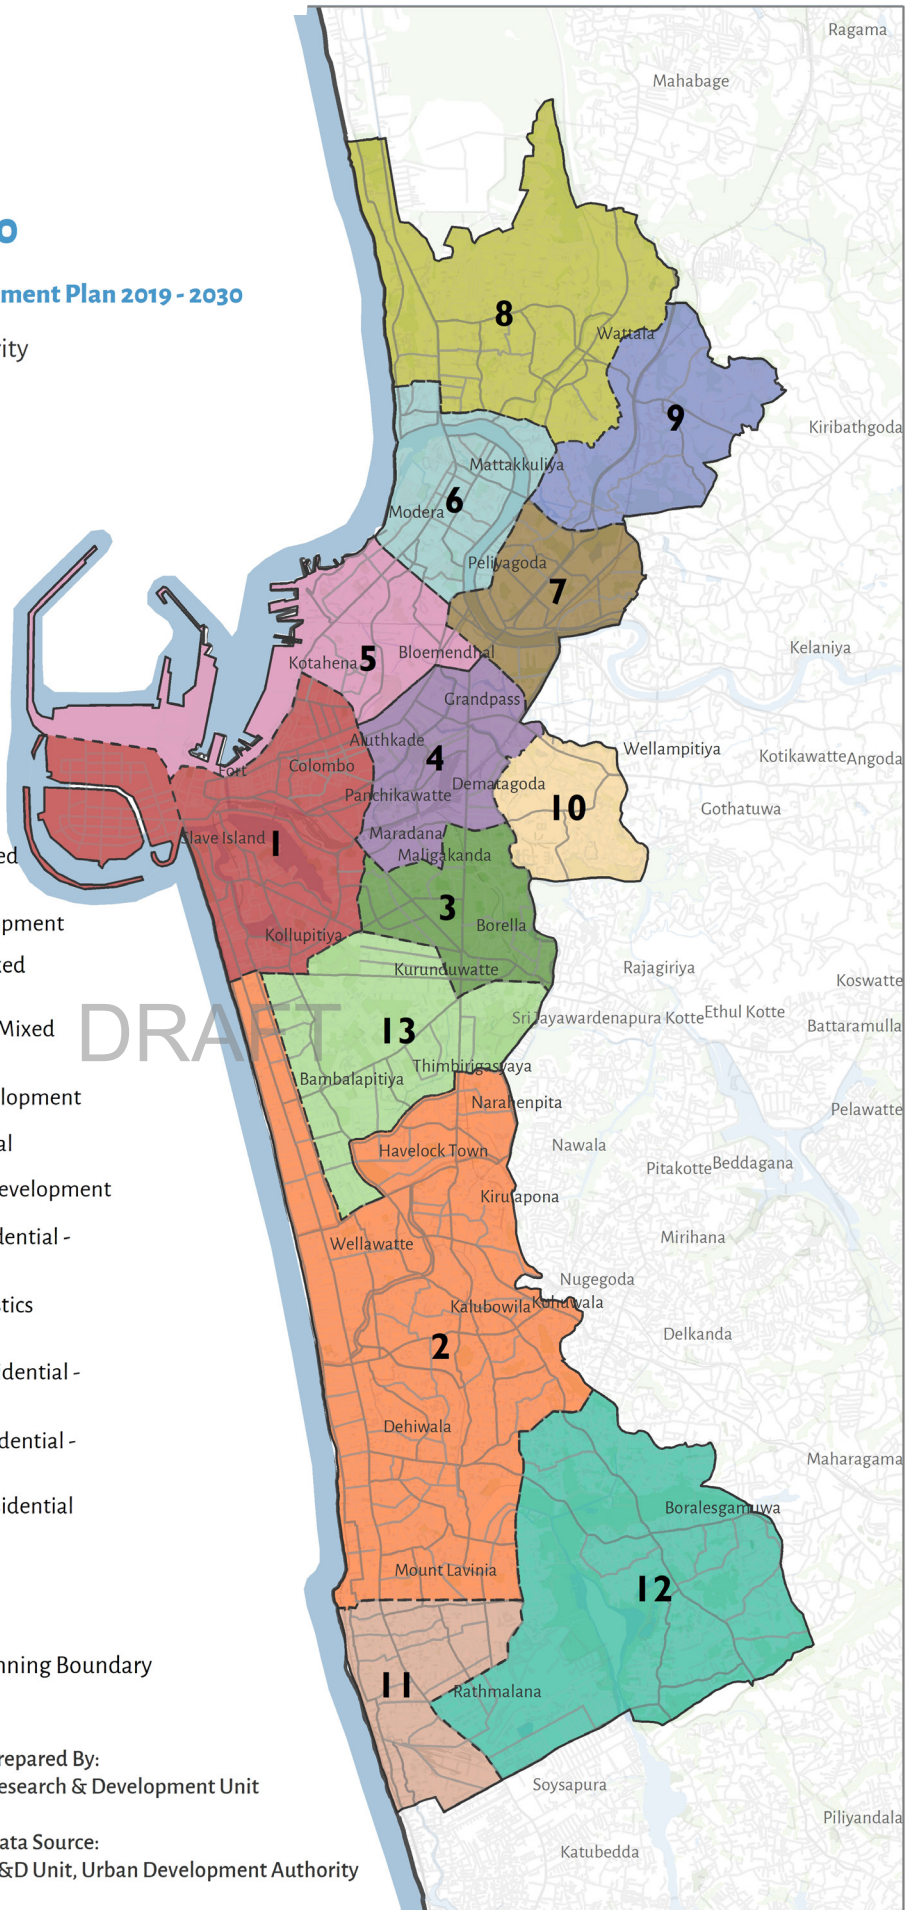 o
ment Plan 2019 - 2030
ity
Ragama
Mahabage
8
Wattala
9
Kiribathgoda
Mattakkuliya
6
Modera
Peliyagoda
7
Kotahena
5
Bloemendhal
Kelaniya
Grandpass
Aluthkade
Wellampitiya
Fort
Colombo
4
Kotikawatte
Angoda
Panchikawatte
Dematagoda
10
Gothatuwa
Slave Island
1
Maradana
Maligakanda
ed
3
Borella
pment
Kollupitiya
ed
Kurunduwatte
Rajagiriya
Koswatte
DRAFT
Mixed
13
Sri Jayawardenapura Kotte
Ethul Kotte
Battaramulla
Thimbirigasyaya
Bambalapitiya
lopment
Narahenpita
Pelawatte
al
Havelock Town
Nawala
Pitakotte
Beddagana
evelopment
Kirulapona
dential -
Wellawatte
Mirihana
Nugegoda
stics
Kalubowila
Kohuwala
2
Delkanda
idential -
Dehiwala
dential -
Maharagama
sidential
Boralesgamuwa
Mount Lavinia
12
nning Boundary
11
Rathmalana
repared By:
esearch & Development Unit
Soysapura
Piliyandala
ata Source:
&D Unit, Urban Development Authority
Katubedda